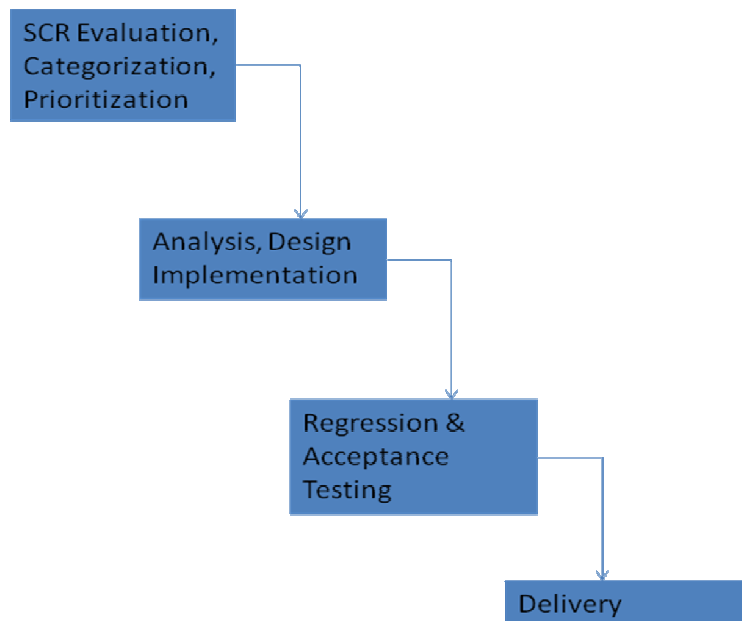 SCR Evaluation,
Categorization,
Prioritization
Analysis, Design
Implementation
Regression &
Acceptance
Testing
Delivery